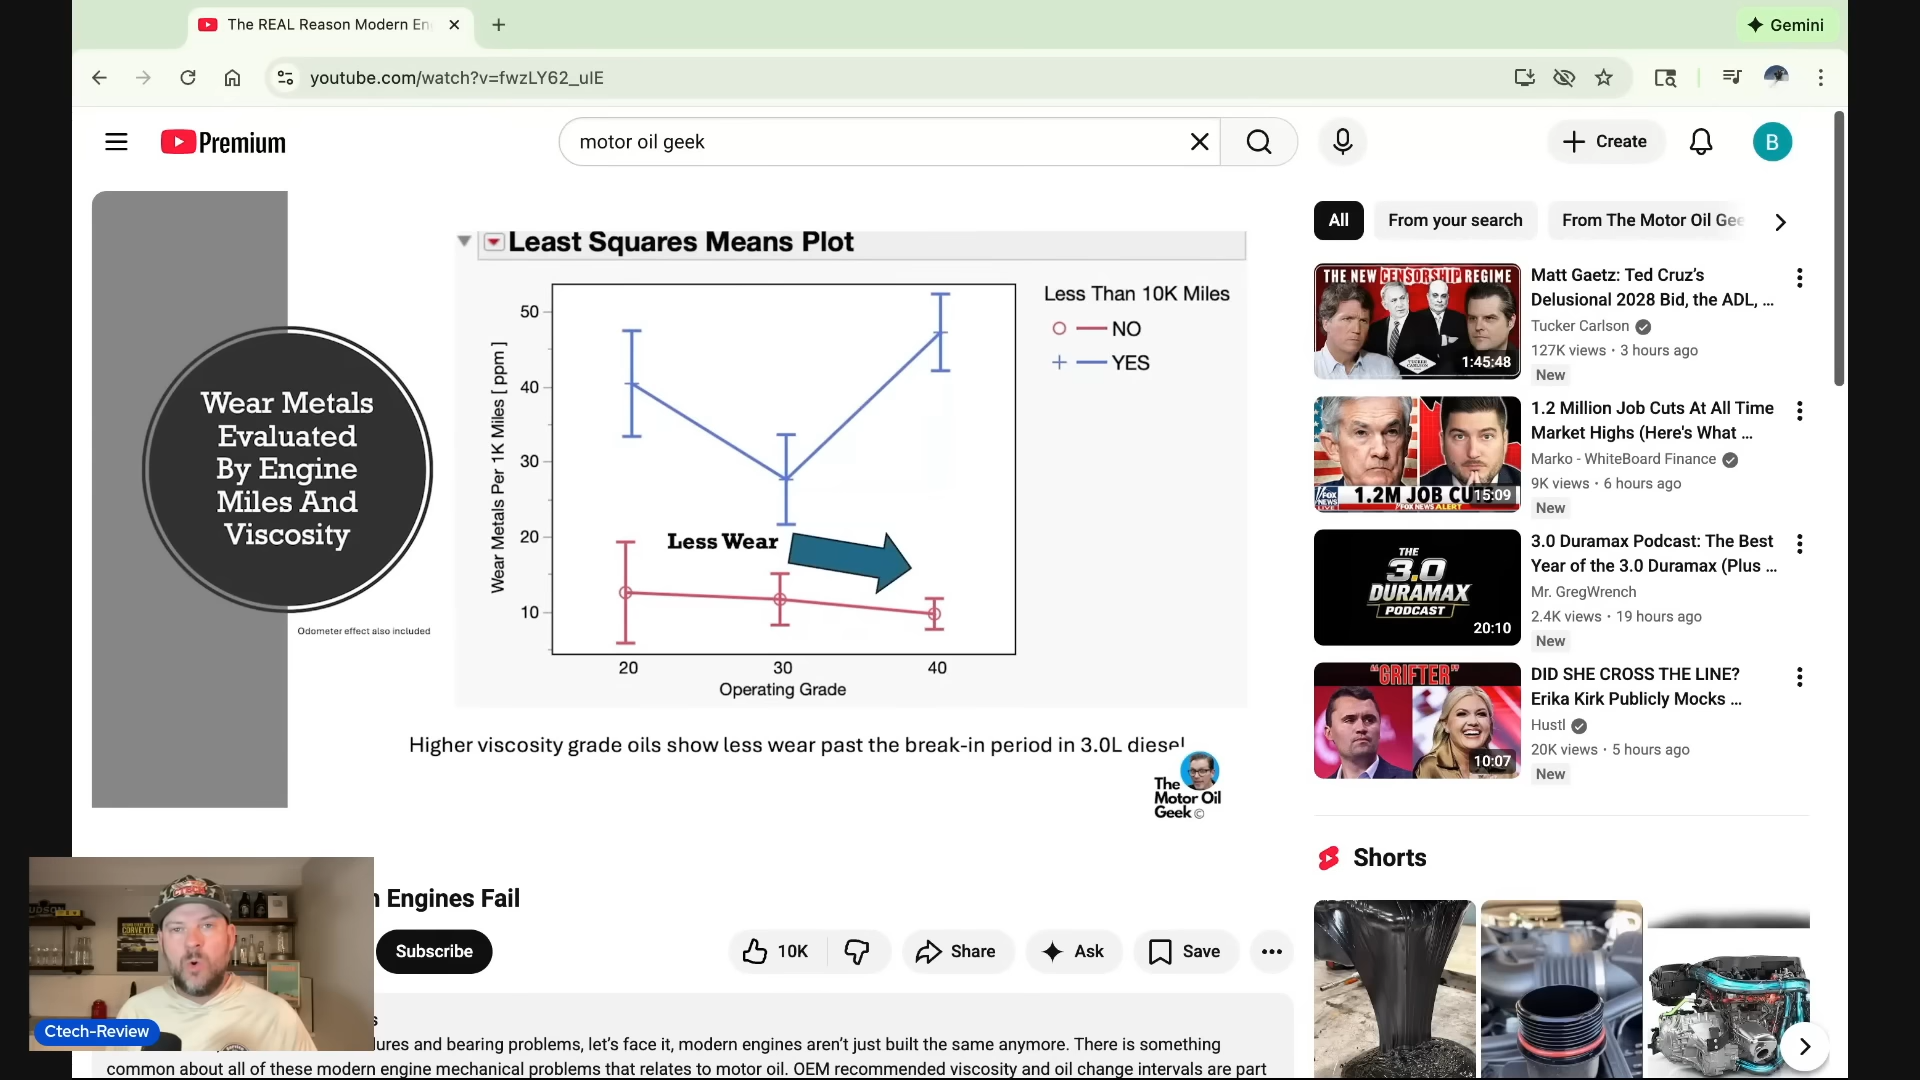 The REAL Reason Modern En
Gemini
youtube.com/watch?v=fwzLY62_uIE
Premium
motor oil geek
Create
B
Least Squares Means Plot
Wear Metals
Evaluated
By Engine
Miles And
Viscosity
Odometer effect also included
Wear Metals Per 1K Miles [ ppm ]
50
40
30
20
10
Less Wear
20
30
40
Operating Grade
Less Than 10K Miles
NO
YES
Higher viscosity grade oils show less wear past the break-in period in 3.0L diesel
The
Motor Oil
Geek ©
Engines Fail
Subscribe
10K
Share
Ask
Save
Ctech-Review
lures and bearing problems, let’s face it, modern engines aren’t just built the same anymore. There is something
common about all of these modern engine mechanical problems that relates to motor oil. OEM recommended viscosity and oil change intervals are part
All
From your search
From The Motor Oil Gee
THE NEW CENSORSHIP REGIME
1:45:48
Matt Gaetz: Ted Cruz’s
Delusional 2028 Bid, the ADL, ...
Tucker Carlson
127K views • 3 hours ago
New
1.2M JOB CUT
15:09
FOX NEWS ALERT
1.2 Million Job Cuts At All Time
Market Highs (Here's What ...
Marko - WhiteBoard Finance
9K views • 6 hours ago
New
THE
3.0
DURAMAX
PODCAST
20:10
3.0 Duramax Podcast: The Best
Year of the 3.0 Duramax (Plus ...
Mr. GregWrench
2.4K views • 19 hours ago
New
"GRIFTER"
10:07
DID SHE CROSS THE LINE?
Erika Kirk Publicly Mocks ...
Hustl
20K views • 5 hours ago
New
Shorts